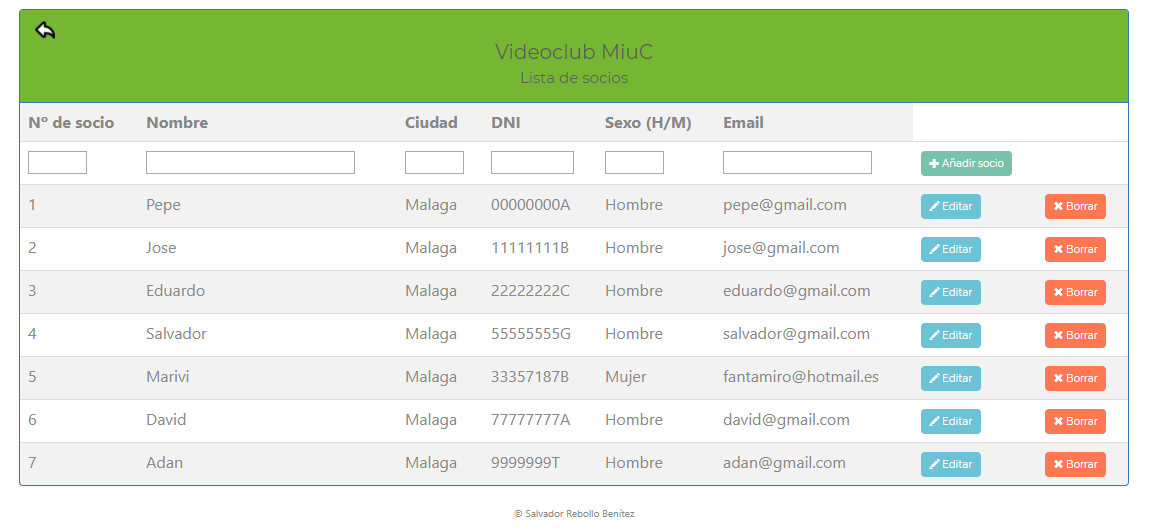 Videoclub MiuC
Lista de socios
Nº de socio Nombre Ciudad DNI Sexo (H/M) Email
Añadir socio
1 Pepe Malaga 00000000A Hombre pepe@gmail.com Editar Borrar
2 Jose Malaga 11111111B Hombre jose@gmail.com Editar Borrar
3 Eduardo Malaga 22222222C Hombre eduardo@gmail.com Editar Borrar
4 Salvador Malaga 55555555G Hombre salvador@gmail.com Editar Borrar
5 Marivi Malaga 33357187B Mujer fantamiro@hotmail.es Editar Borrar
6 David Malaga 77777777A Hombre david@gmail.com Editar Borrar
7 Adan Malaga 9999999T Hombre adan@gmail.com Editar Borrar
© Salvador Rebollo Benítez